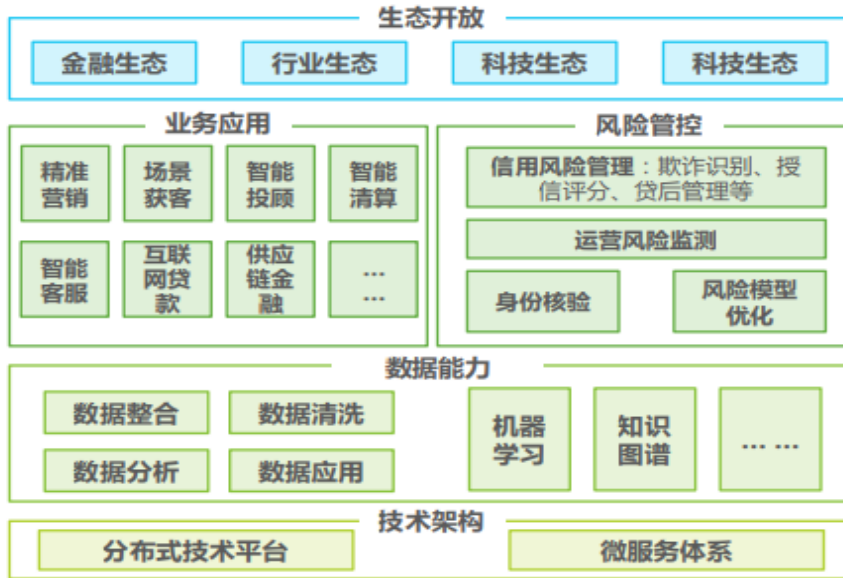 生态开放
金融生态
行业生态
科技生态
科技生态
业务应用
精准
营销
场景
获客
智能
投顾
智能
清算
智能
客服
互联
网贷
款
供应
链金
融
...
...
风险管控
信用风险管理：欺诈识别、授
信评分、贷后管理等
运营风险监测
身份核验
风险模型
优化
数据能力
数据整合
数据清洗
数据分析
数据应用
机器
学习
知识
图谱
... ...
技术架构
分布式技术平台
微服务体系